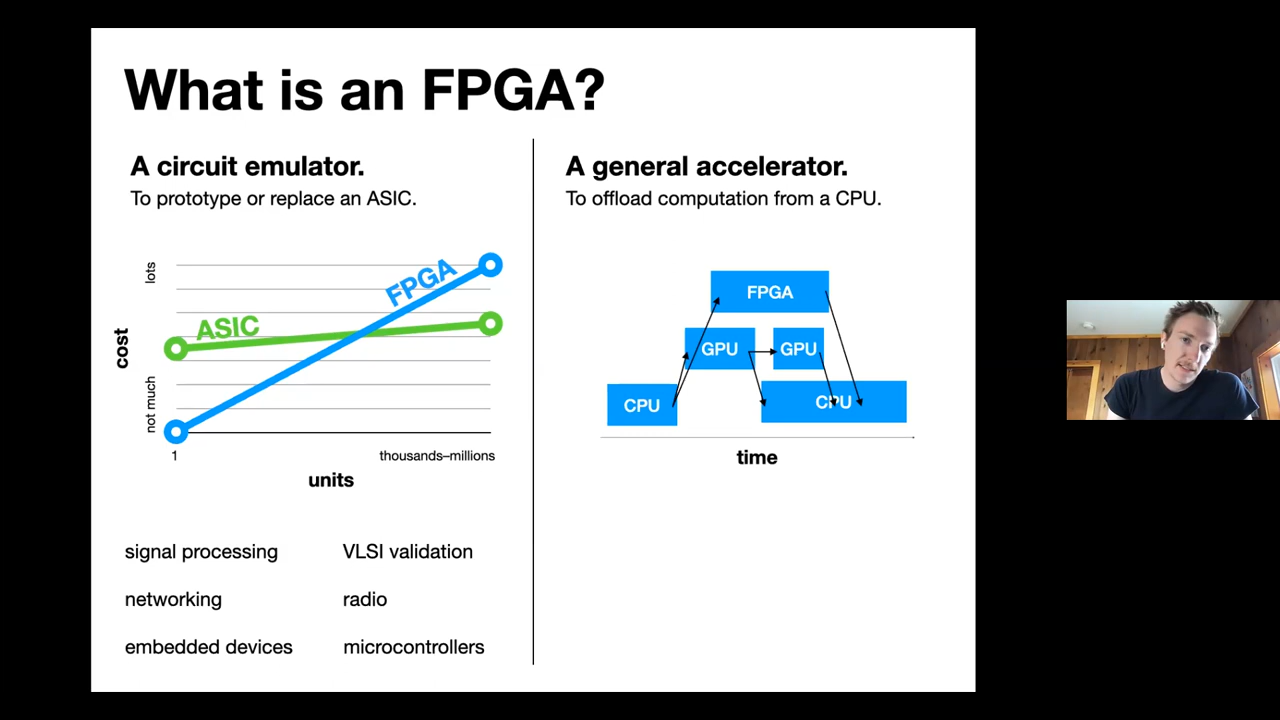 What is an FPGA?
A circuit emulator.
To prototype or replace an ASIC.
lots
not much
cost
FPGA
ASIC
1
thousands–millions
units
signal processing
VLSI validation
networking
radio
embedded devices
microcontrollers
A general accelerator.
To offload computation from a CPU.
FPGA
GPU
GPU
CPU
CPU
time